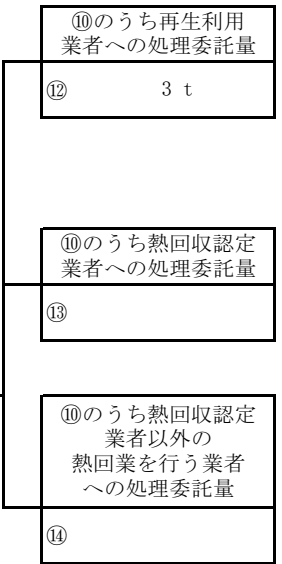 ⑩のうち再生利用
業者への処理委託量
⑫ 3 t
⑩のうち熱回収認定
業者への処理委託量
⑬
⑩のうち熱回収認定
業者以外の
熱回業を行う業者
への処理委託量
⑭